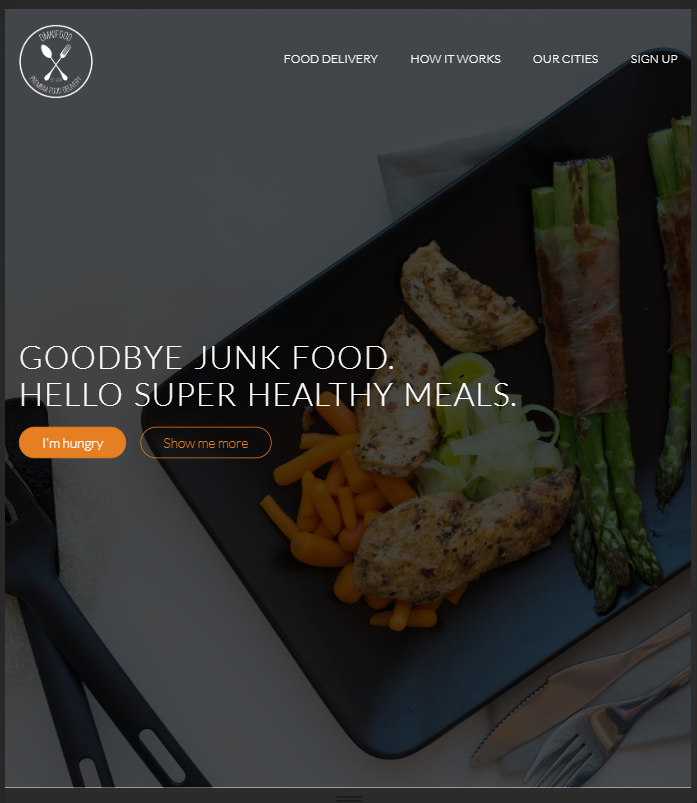 OMNIFOOD
PREMIUM FOOD DELIVERY
FOOD DELIVERY
HOW IT WORKS
OUR CITIES
SIGN UP
GOODBYE JUNK FOOD.
HELLO SUPER HEALTHY MEALS.
I'm hungry
Show me more